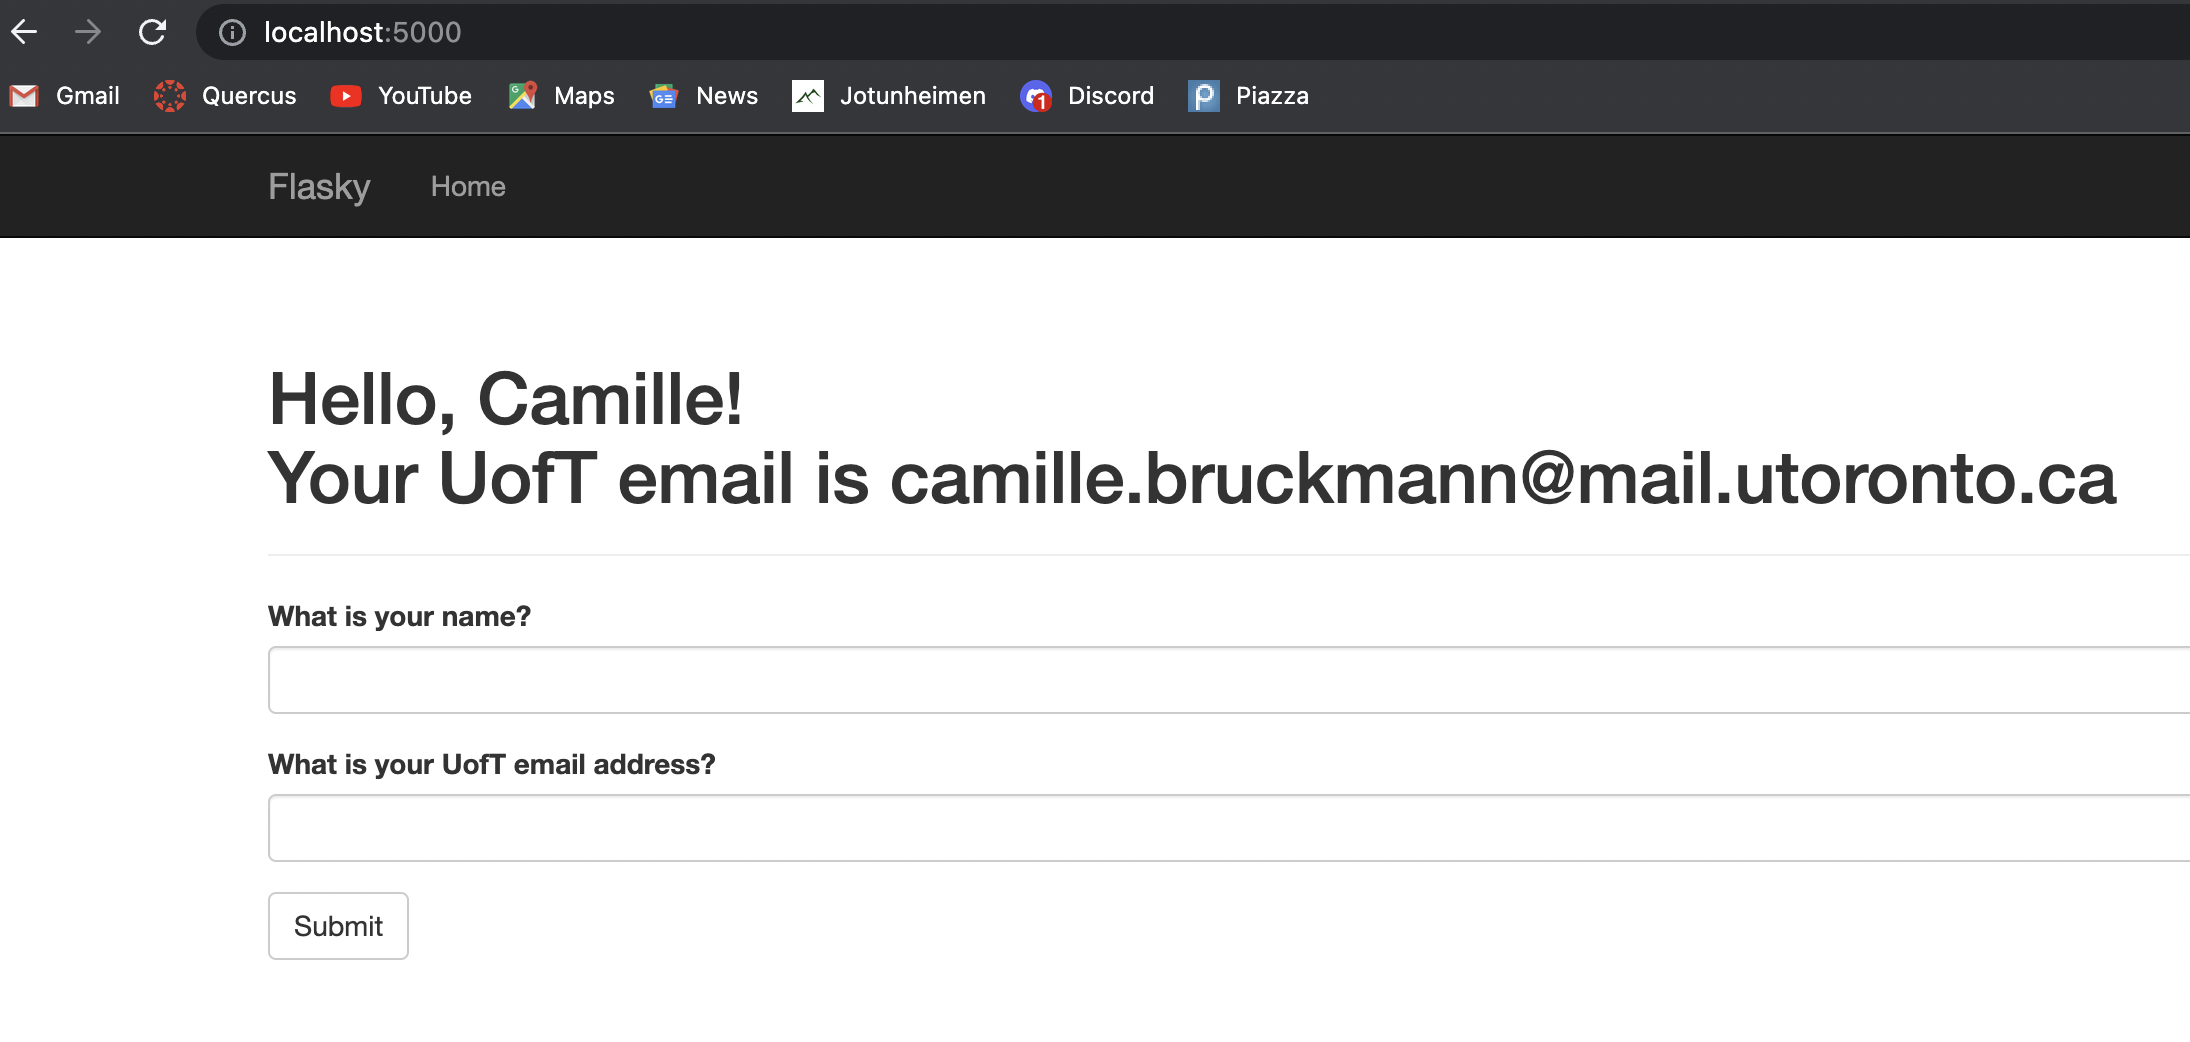 localhost:5000
Gmail Quercus YouTube Maps News Jotunheimen Discord Piazza
Flasky Home
Hello, Camille!
Your UofT email is camille.bruckmann@mail.utoronto.ca
What is your name?
What is your UofT email address?
Submit